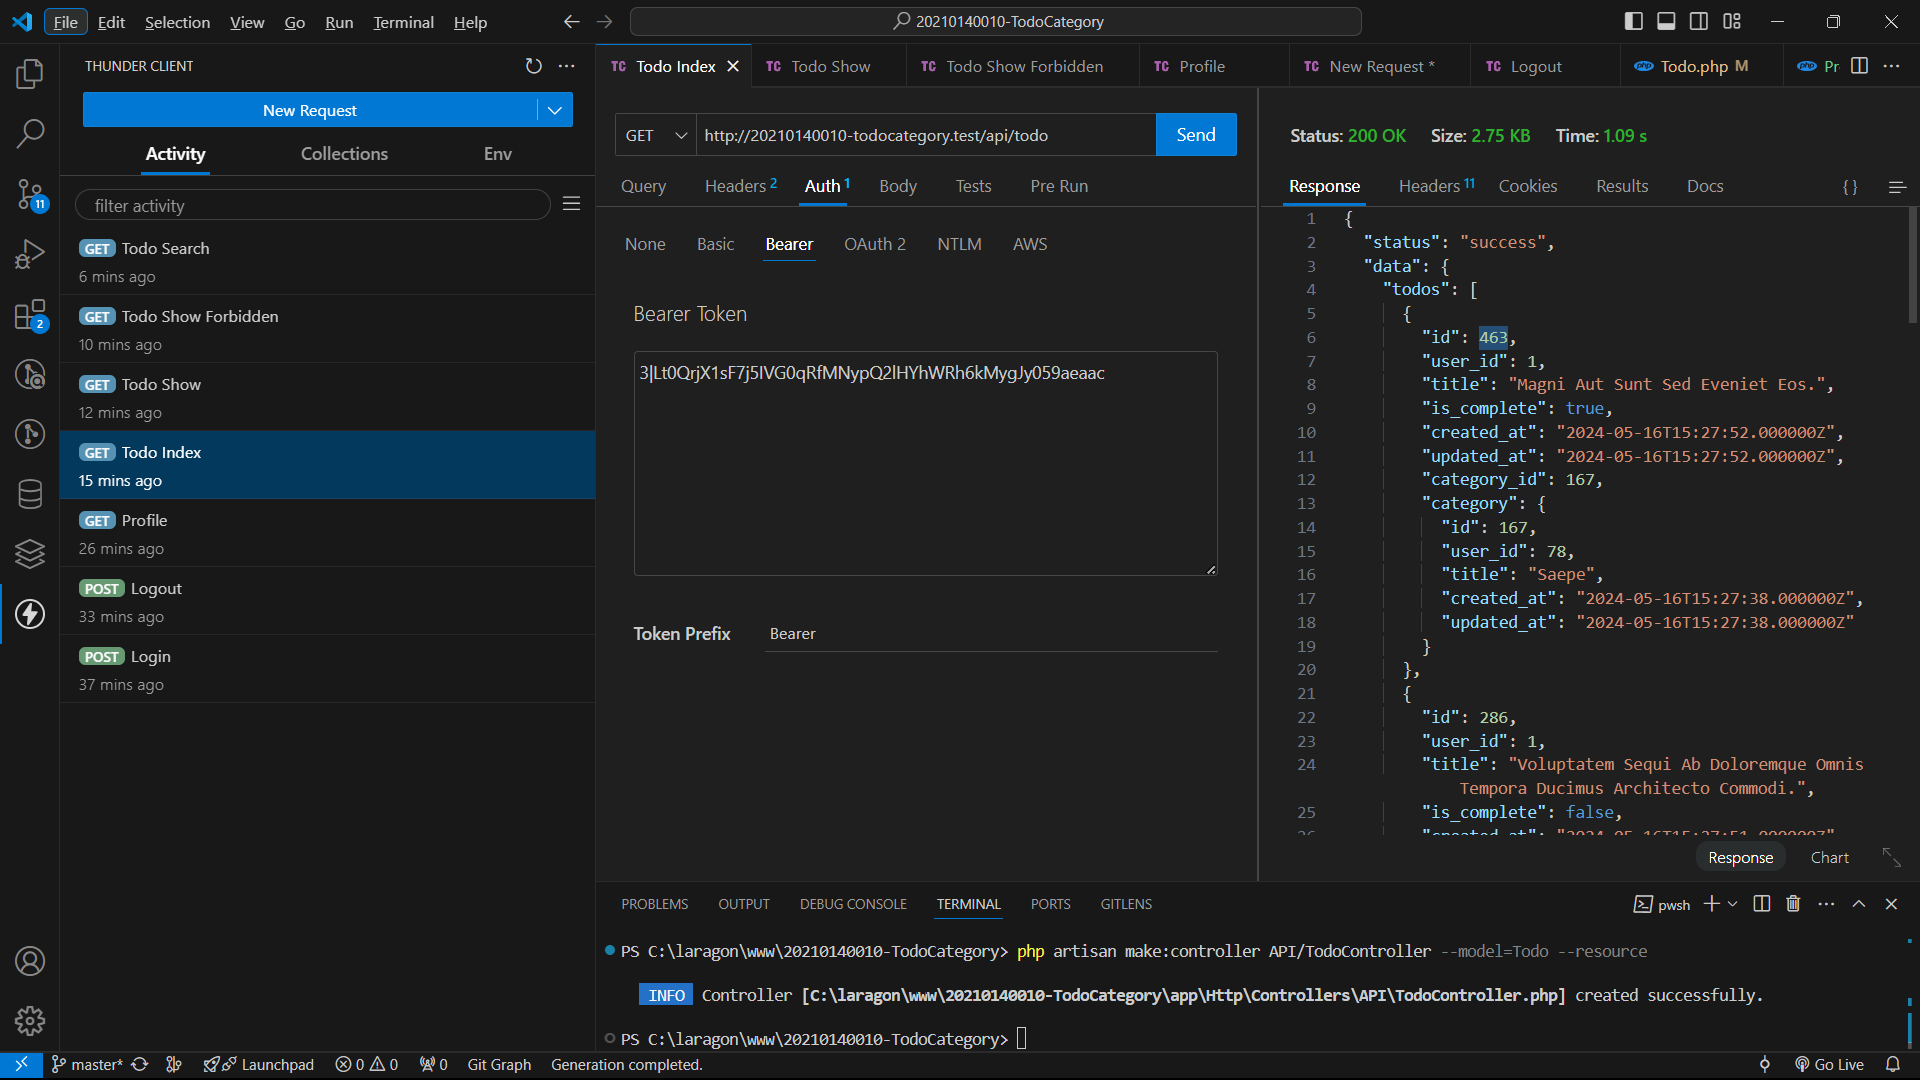 File Edit Selection View Go Run Terminal Help
20210140010-TodoCategory
THUNDER CLIENT
New Request
Activity Collections Env
filter activity
GET Todo Search
6 mins ago
GET Todo Show Forbidden
10 mins ago
GET Todo Show
12 mins ago
GET Todo Index
15 mins ago
GET Profile
26 mins ago
POST Logout
33 mins ago
POST Login
37 mins ago
11
2
TC Todo Index TC Todo Show TC Todo Show Forbidden TC Profile TC New Request * TC Logout php Todo.php M php Pr
GET http://20210140010-todocategory.test/api/todo Send
Query Headers 2 Auth 1 Body Tests Pre Run
None Basic Bearer OAuth 2 NTLM AWS
Bearer Token
3|Lt0QrjX1sF7j5IVG0qRfMNypQ2lHYhWRh6kMygJy059aeaac
Token Prefix Bearer
Status: 200 OK Size: 2.75 KB Time: 1.09 s
Response Headers 11 Cookies Results Docs {}
1 {
2 "status": "success",
3 "data": {
4 "todos": [
5 {
6 "id": 463,
7 "user_id": 1,
8 "title": "Magni Aut Sunt Sed Eveniet Eos.",
9 "is_complete": true,
10 "created_at": "2024-05-16T15:27:52.000000Z",
11 "updated_at": "2024-05-16T15:27:52.000000Z",
12 "category_id": 167,
13 "category": {
14 "id": 167,
15 "user_id": 78,
16 "title": "Saepe",
17 "created_at": "2024-05-16T15:27:38.000000Z",
18 "updated_at": "2024-05-16T15:27:38.000000Z"
19 }
20 },
21 {
22 "id": 286,
23 "user_id": 1,
24 "title": "Voluptatem Sequi Ab Doloremque Omnis
Tempora Ducimus Architecto Commodi.",
25 "is_complete": false,
26 "created_at": "2024-05-16T15:27:51.000000Z"
Response Chart
PROBLEMS OUTPUT DEBUG CONSOLE TERMINAL PORTS GITLENS
pwsh
PS C:\laragon\www\20210140010-TodoCategory> php artisan make:controller API/TodoController --model=Todo --resource
INFO Controller [C:\laragon\www\20210140010-TodoCategory\app\Http\Controllers\API\TodoController.php] created successfully.
PS C:\laragon\www\20210140010-TodoCategory>
master* Launchpad 0 0 0 Git Graph Generation completed. Go Live